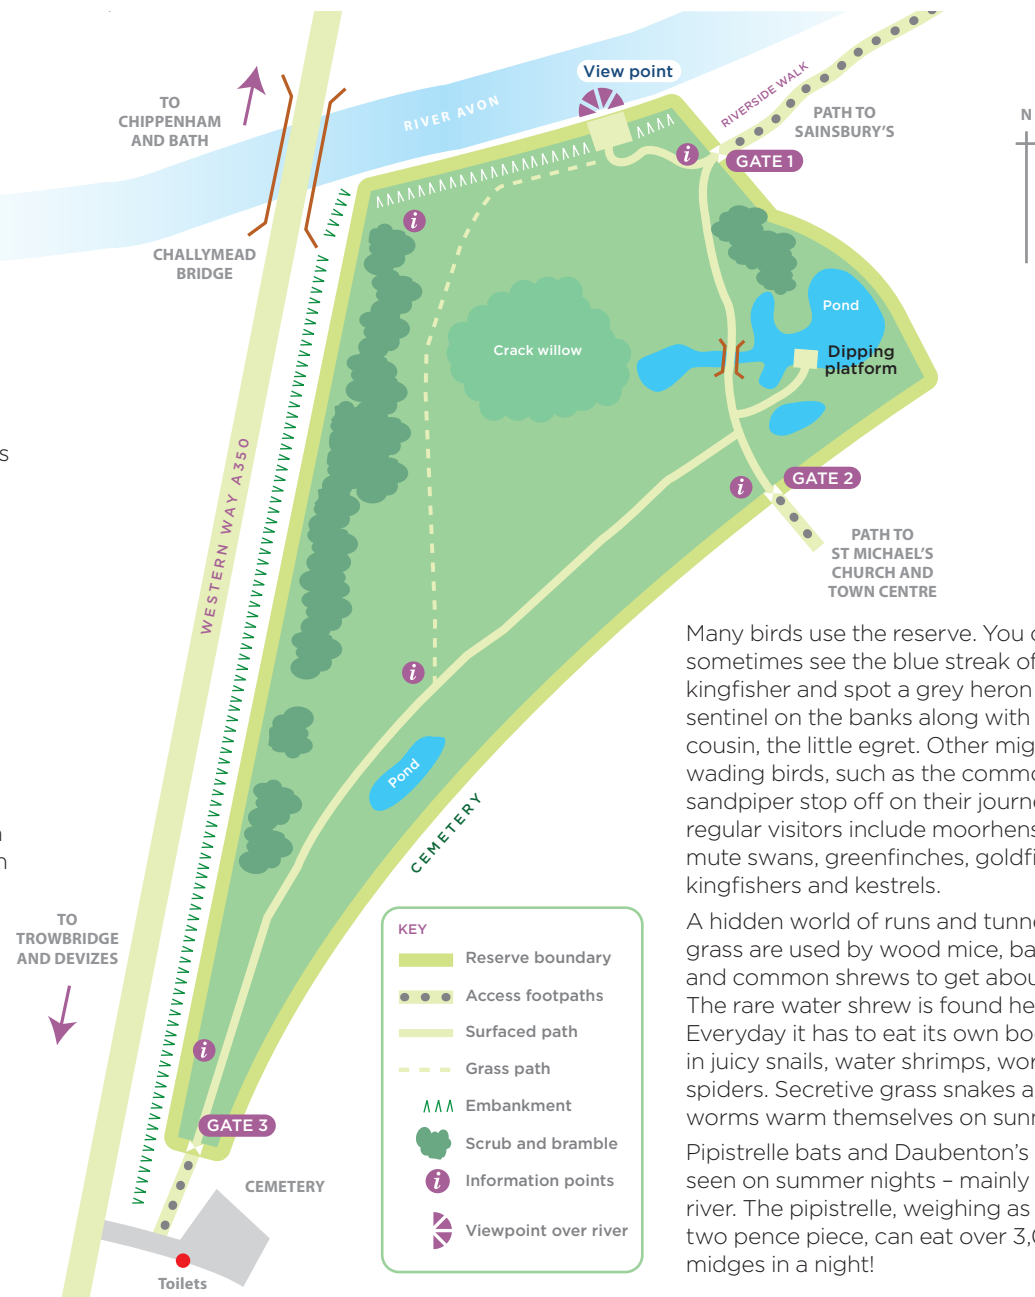 View point
RIVER AVON
RIVERSIDE WALK
TO
CHIPPENHAM
AND BATH
PATH TO
SAINSBURY'S
N
i
GATE 1
i
CHALLYMEAD
BRIDGE
Pond
Crack willow
Dipping
platform
WESTERN WAY A350
s
i
GATE 2
PATH TO
ST MICHAEL'S
CHURCH AND
TOWN CENTRE
i
Pond
CEMETERY
n
TO
TROWBRIDGE
AND DEVIZES
i
GATE 3
CEMETERY
Toilets
KEY
Reserve boundary
Access footpaths
Surfaced path
Grass path
Embankment
Scrub and bramble
i
Information points
Viewpoint over river
Many birds use the reserve. You
sometimes see the blue streak of
kingfisher and spot a grey heron
sentinel on the banks along with
cousin, the little egret. Other mig
wading birds, such as the commo
sandpiper stop off on their journe
regular visitors include moorhens
mute swans, greenfinches, goldfi
kingfishers and kestrels.
A hidden world of runs and tunne
grass are used by wood mice, ba
and common shrews to get abou
The rare water shrew is found he
Everyday it has to eat its own bo
in juicy snails, water shrimps, wor
spiders. Secretive grass snakes a
worms warm themselves on sunn
Pipistrelle bats and Daubenton's
seen on summer nights – mainly
river. The pipistrelle, weighing as
two pence piece, can eat over 3,0
midges in a night!